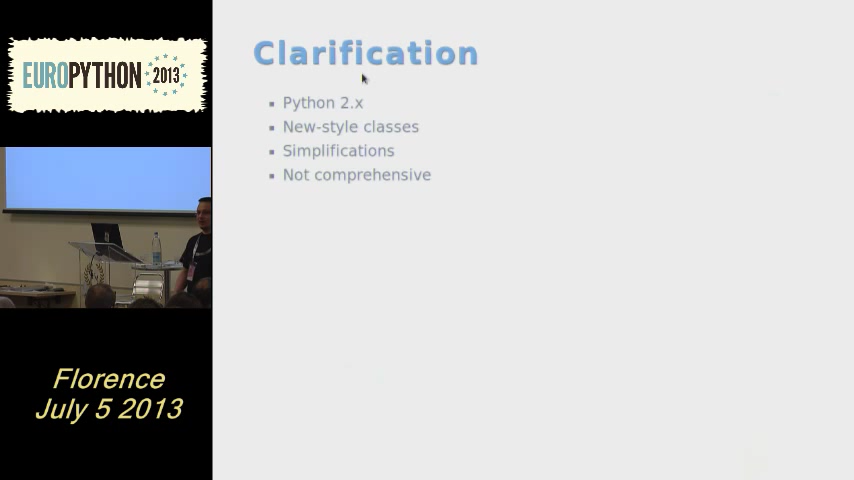 EUROPYTHON 2013
Florence
July 5 2013
Clarification
Python 2.x
New-style classes
Simplifications
Not comprehensive